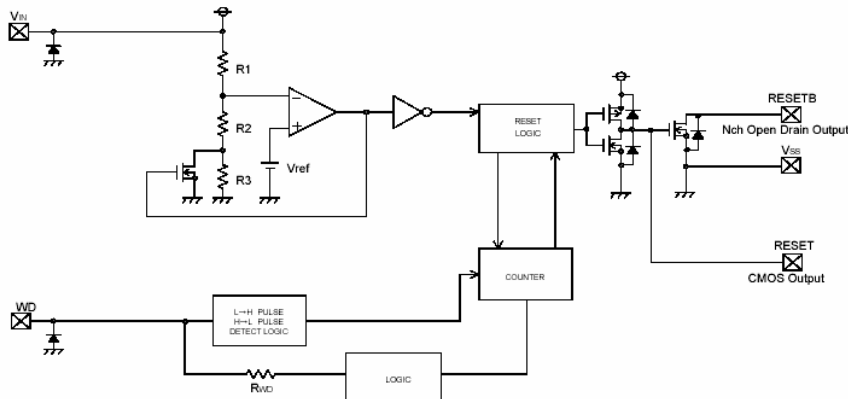 VIN
R1
R2
R3
Vref
RESET
LOGIC
RESETB
Nch Open Drain Output
VSS
RESET
CMOS Output
COUNTER
WD
L→H PULSE
H→L PULSE
DETECT LOGIC
RWD
LOGIC